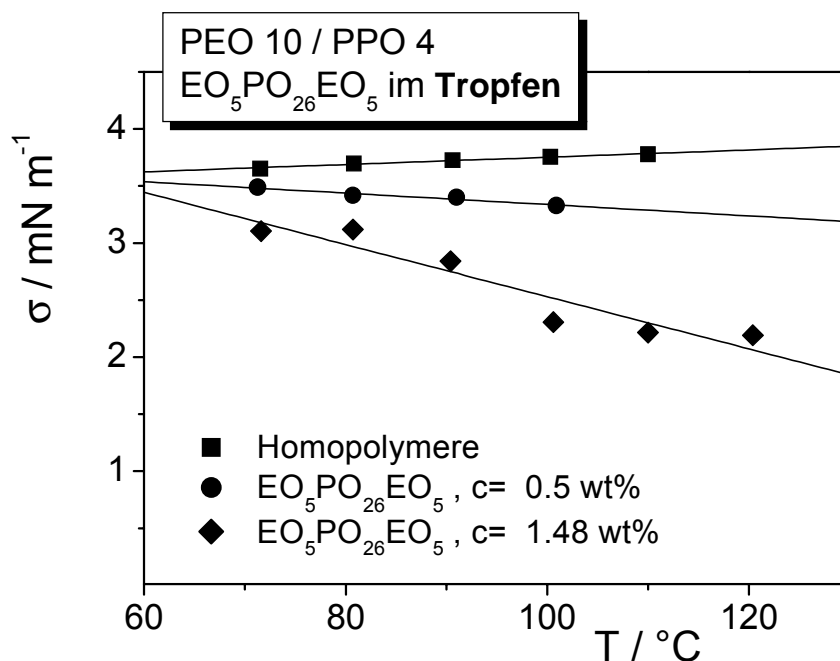 PEO 10 / PPO 4
EO₅PO₂₆EO₅ im Tropfen
σ / mN m⁻¹
4
3
2
1
Homopolymere
EO₅PO₂₆EO₅ , c= 0.5 wt%
EO₅PO₂₆EO₅ , c= 1.48 wt%
60 80 100 120
T / °C